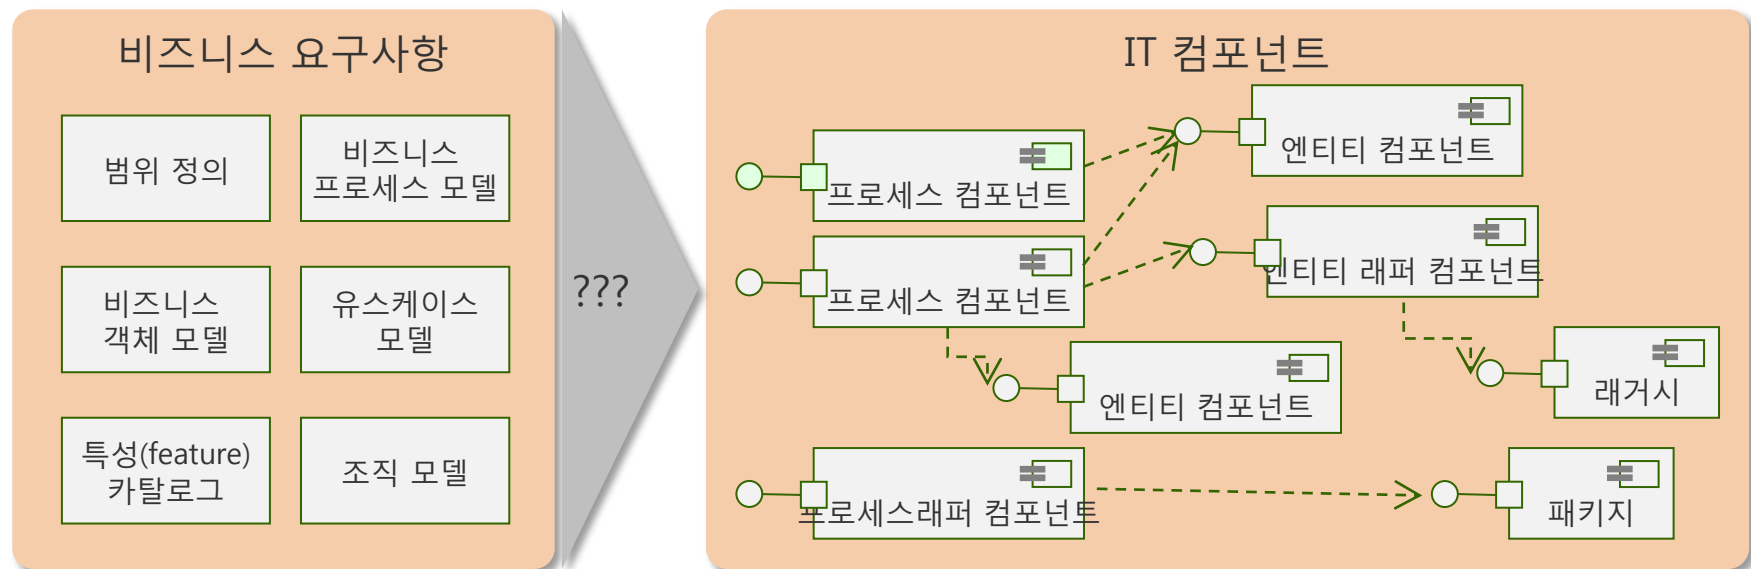 비즈니스 요구사항
범위 정의
비즈니스
프로세스 모델
비즈니스
객체 모델
유스케이스
모델
특성(feature)
카탈로그
조직 모델
???
IT 컴포넌트
프로세스 컴포넌트
엔티티 컴포넌트
프로세스 컴포넌트
엔티티 래퍼 컴포넌트
엔티티 컴포넌트
래거시
프로세스래퍼 컴포넌트
패키지